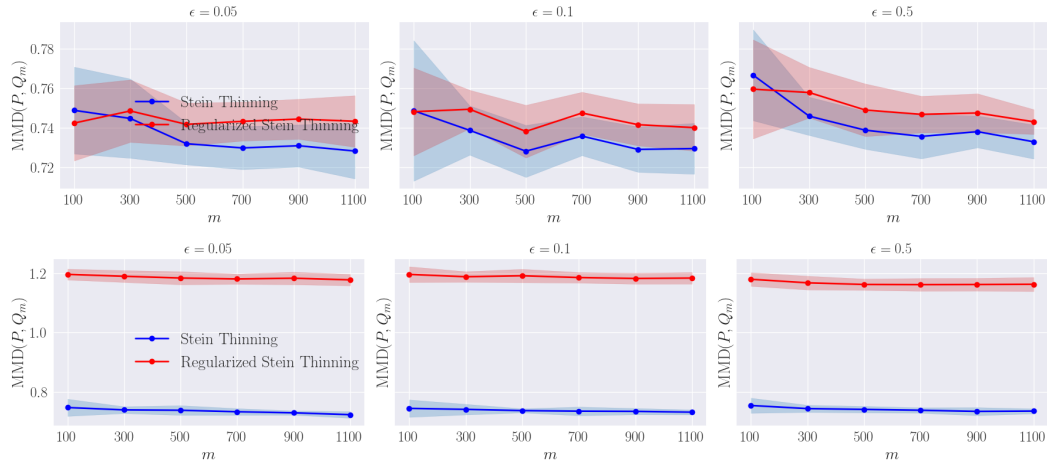 ϵ = 0.05
ϵ = 0.1
ϵ = 0.5
MMD(P, Q_m)
0.78
0.76
0.74
0.72
Stein Thinning
Regularized Stein Thinning
100 300 500 700 900 1100
m
MMD(P, Q_m)
100 300 500 700 900 1100
m
MMD(P, Q_m)
100 300 500 700 900 1100
m
ϵ = 0.05
ϵ = 0.1
ϵ = 0.5
MMD(P, Q_m)
1.2
1.0
0.8
Stein Thinning
Regularized Stein Thinning
100 300 500 700 900 1100
m
MMD(P, Q_m)
100 300 500 700 900 1100
m
MMD(P, Q_m)
100 300 500 700 900 1100
m